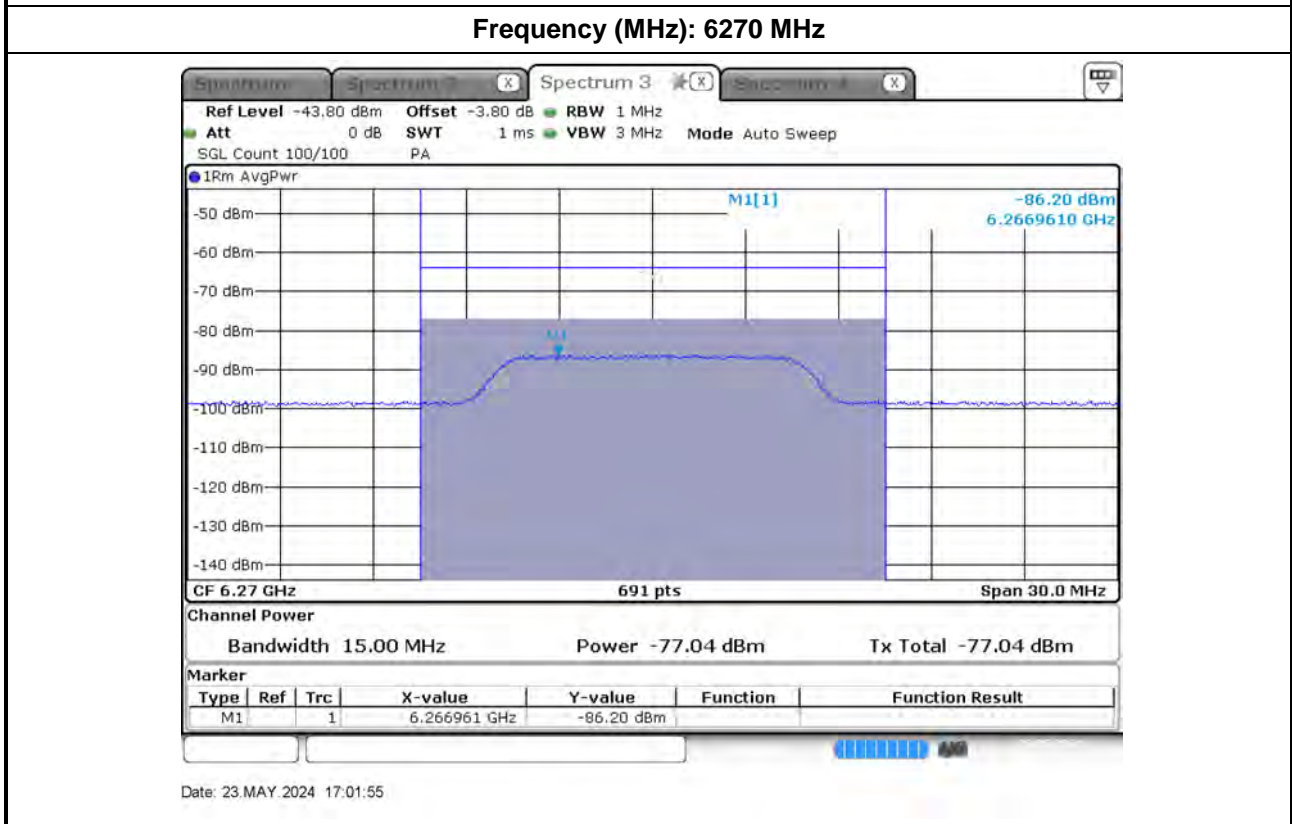 Frequency (MHz): 6270 MHz
Spectrum 3
Ref Level -43.80 dBm Offset -3.80 dB RBW 1 MHz
Att 0 dB SWT 1 ms VBW 3 MHz Mode Auto Sweep
SGL Count 100/100 PA
1Rm AvgPwr
M1[1] -86.20 dBm
6.2669610 GHz
-50 dBm
-60 dBm
-70 dBm
-80 dBm
M1
-90 dBm
-100 dBm
-110 dBm
-120 dBm
-130 dBm
-140 dBm
CF 6.27 GHz 691 pts Span 30.0 MHz
Channel Power
Bandwidth 15.00 MHz Power -77.04 dBm Tx Total -77.04 dBm
Marker
Type Ref Trc X-value Y-value Function Function Result
M1 1 6.266961 GHz -86.20 dBm
Date: 23.MAY.2024 17:01:55